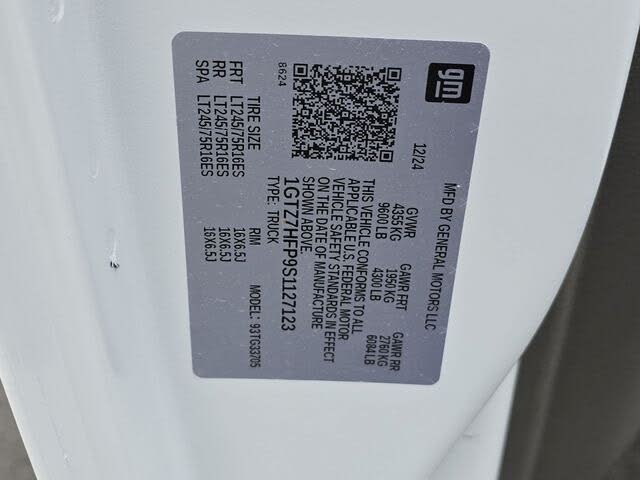 gm
MFD BY GENERAL MOTORS LLC
12/24 GVWR GAWR FRT GAWR RR
4355 KG 1950 KG 2760 KG
9600 LB 4300 LB 6084 LB
THIS VEHICLE CONFORMS TO ALL
APPLICABLE U.S. FEDERAL MOTOR
VEHICLE SAFETY STANDARDS IN EFFECT
ON THE DATE OF MANUFACTURE
SHOWN ABOVE.
1GTZ7HFP9S1127123
TYPE: TRUCK
8624
MODEL: 93TG33705
TIRE SIZE RIM
FRT LT245/75R16ES 16X6.5J
RR LT245/75R16ES 16X6.5J
SPA LT245/75R16ES 16X6.5J